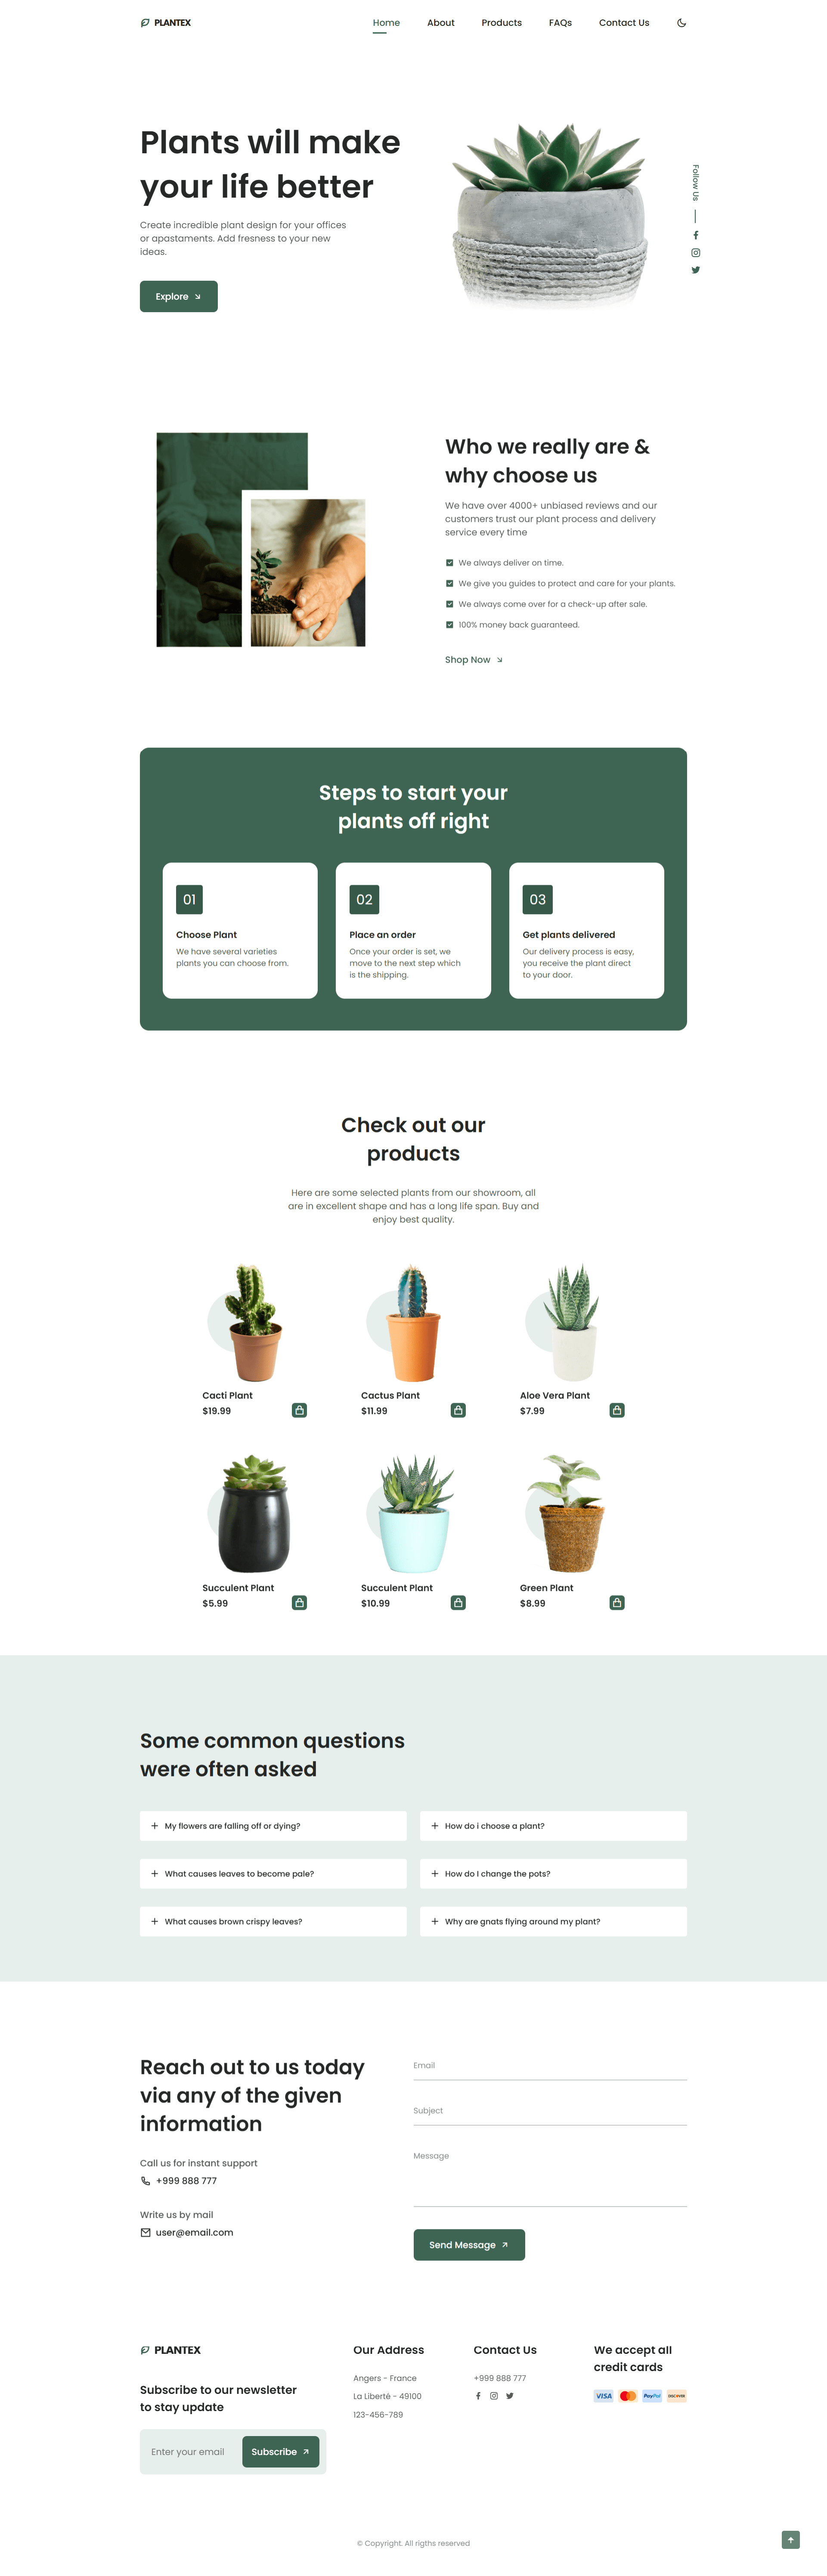 PLANTEX
Home
About
Products
FAQs
Contact Us
Plants will make
your life better
Create incredible plant design for your offices
or apastaments. Add fresness to your new
ideas.
Explore
Follow Us
Who we really are &
why choose us
We have over 4000+ unbiased reviews and our
customers trust our plant process and delivery
service every time
We always deliver on time.
We give you guides to protect and care for your plants.
We always come over for a check-up after sale.
100% money back guaranteed.
Shop Now
Steps to start your
plants off right
01
Choose Plant
We have several varieties
plants you can choose from.
02
Place an order
Once your order is set, we
move to the next step which
is the shipping.
03
Get plants delivered
Our delivery process is easy,
you receive the plant direct
to your door.
Check out our
products
Here are some selected plants from our showroom, all
are in excellent shape and has a long life span. Buy and
enjoy best quality.
Cacti Plant
$19.99
Cactus Plant
$11.99
Aloe Vera Plant
$7.99
Succulent Plant
$5.99
Succulent Plant
$10.99
Green Plant
$8.99
Some common questions
were often asked
My flowers are falling off or dying?
How do i choose a plant?
What causes leaves to become pale?
How do I change the pots?
What causes brown crispy leaves?
Why are gnats flying around my plant?
Reach out to us today
via any of the given
information
Call us for instant support
+999 888 777
Write us by mail
user@email.com
Email
Subject
Message
Send Message
PLANTEX
Subscribe to our newsletter
to stay update
Enter your email
Subscribe
Our Address
Angers - France
La Liberté - 49100
123-456-789
Contact Us
+999 888 777
We accept all
credit cards
VISA
PayPal
DISCOVER
© Copyright. All rigths reserved